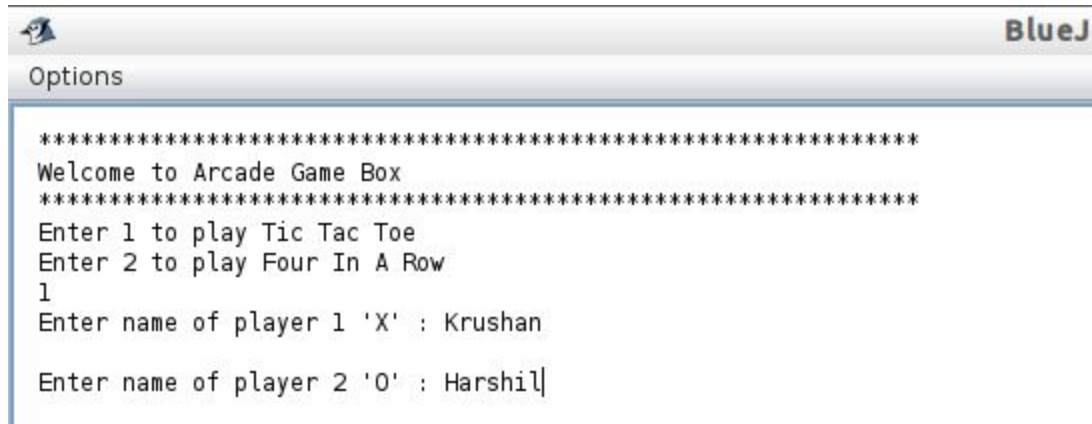 BlueJ
Options
***************************************************************
Welcome to Arcade Game Box
***************************************************************
Enter 1 to play Tic Tac Toe
Enter 2 to play Four In A Row
1
Enter name of player 1 'X' : Krushan
Enter name of player 2 'O' : Harshil